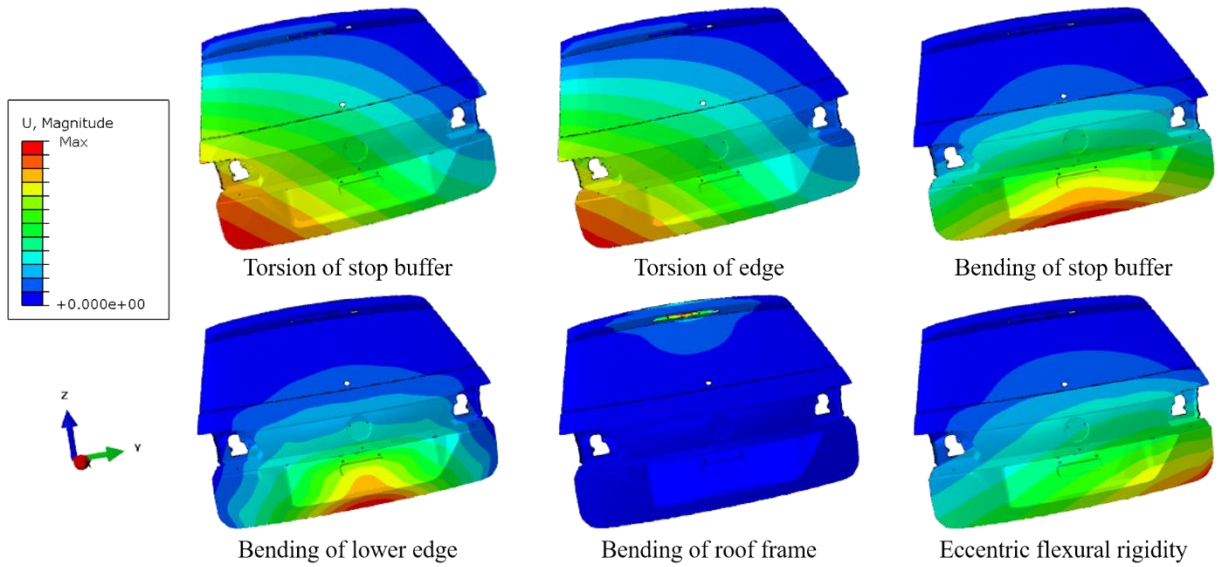 U, Magnitude
Max
+0.000e+00
Z
Y
X
Torsion of stop buffer
Torsion of edge
Bending of stop buffer
Bending of lower edge
Bending of roof frame
Eccentric flexural rigidity